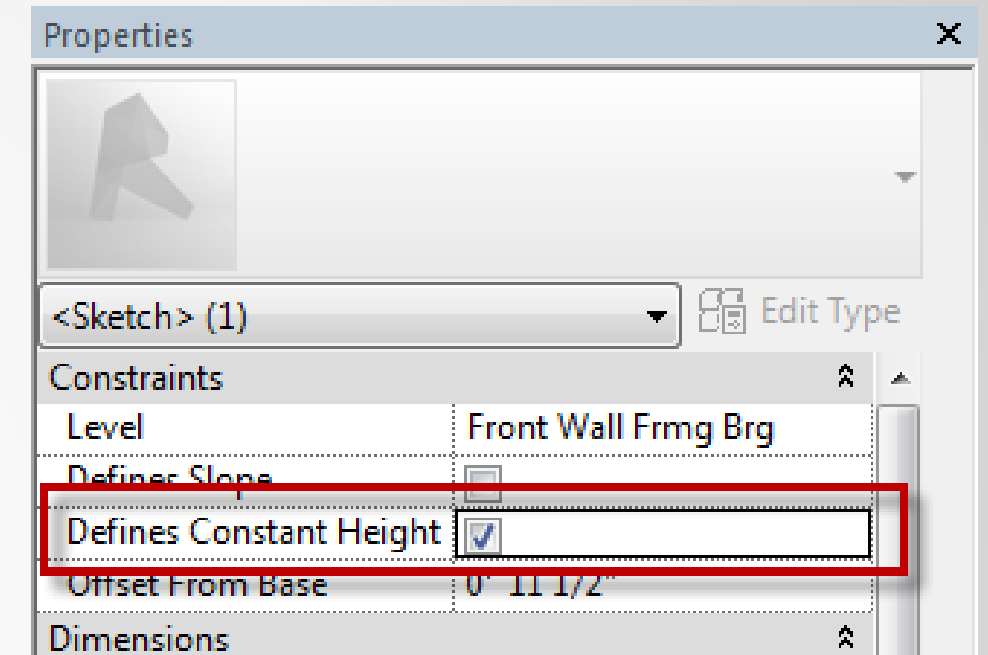 Properties
<Sketch> (1)
Edit Type
Constraints
Level Front Wall Frmg Brg
Defines Slope
Defines Constant Height
Offset From Base 0' 11 1/2"
Dimensions